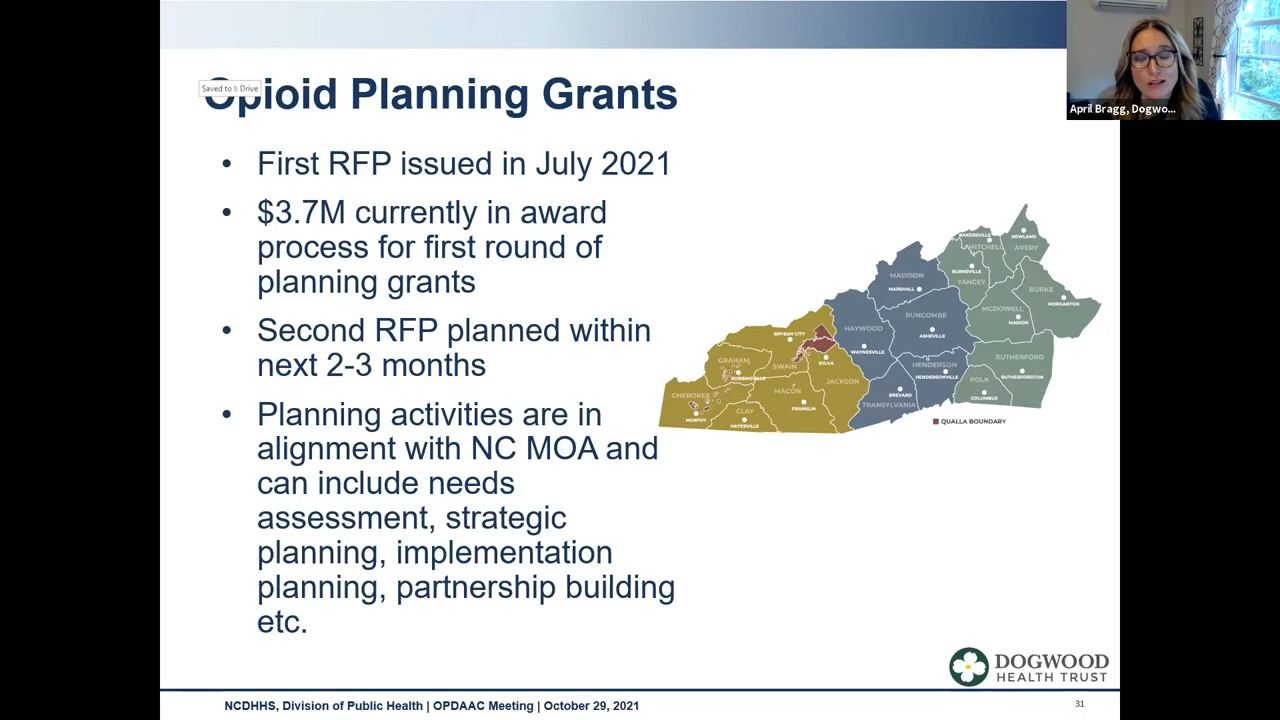 Saved to I: Drive
Opioid Planning Grants
• First RFP issued in July 2021
• $3.7M currently in award
process for first round of
planning grants
• Second RFP planned within
next 2-3 months
• Planning activities are in
alignment with NC MOA and
can include needs
assessment, strategic
planning, implementation
planning, partnership building
etc.
April Bragg, Dogwo...
BAKERSVILLE
MITCHELL
NEWLAND
AVERY
MADISON
MARSHALL
BURNSVILLE
YANCEY
BURKE
MORGANTON
MCDOWELL
MARION
BUNCOMBE
ASHEVILLE
HAYWOOD
WAYNESVILLE
BRYSON CITY
SWAIN
SYLVA
JACKSON
GRAHAM
ROBBINSVILLE
HENDERSON
HENDERSONVILLE
RUTHERFORD
RUTHERFORDTON
POLK
COLUMBUS
CHEROKEE
MURPHY
CLAY
HAYESVILLE
MACON
FRANKLIN
BREVARD
TRANSYLVANIA
QUALLA BOUNDARY
DOGWOOD
HEALTH TRUST
NCDHHS, Division of Public Health | OPDAAC Meeting | October 29, 2021
31